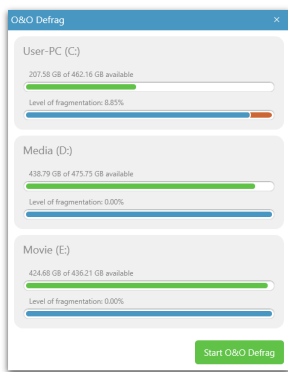 O&O Defrag
User-PC (C:)
207.58 GB of 462.16 GB available
Level of fragmentation: 8.85%
Media (D:)
438.79 GB of 475.75 GB available
Level of fragmentation: 0.00%
Movie (E:)
424.68 GB of 436.21 GB available
Level of fragmentation: 0.00%
Start O&O Defrag